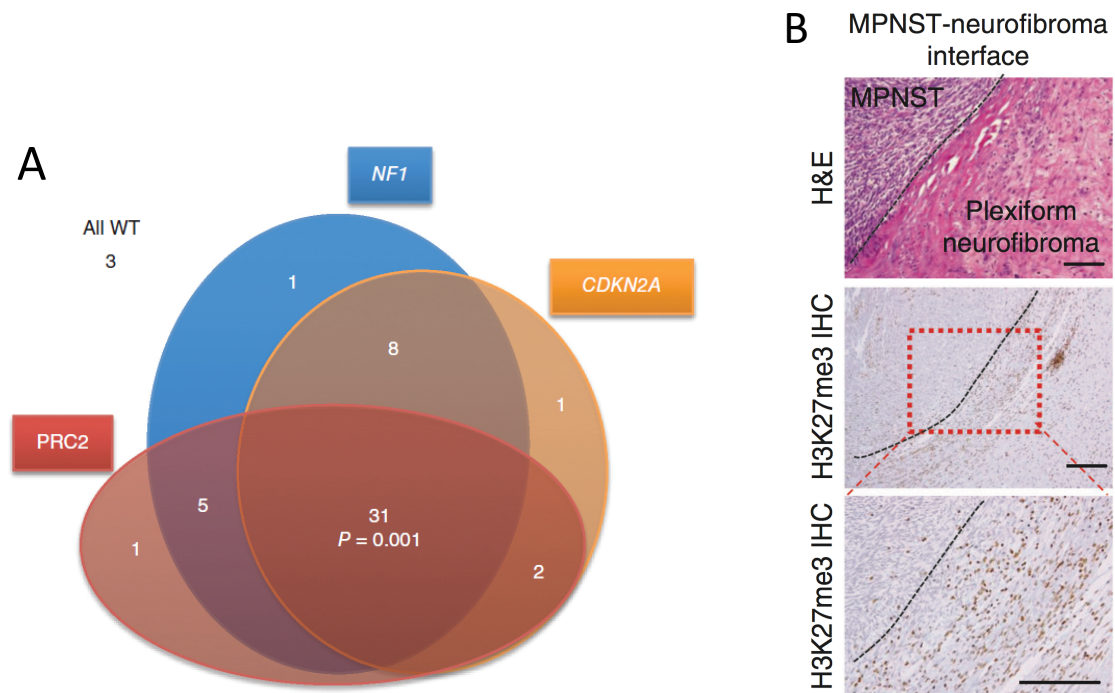 A
All WT
3
NF1
CDKN2A
PRC2
1
8
1
5
31
P = 0.001
1
2
B
MPNST-neurofibroma
interface
H&E
MPNST
Plexiform
neurofibroma
H3K27me3 IHC
H3K27me3 IHC